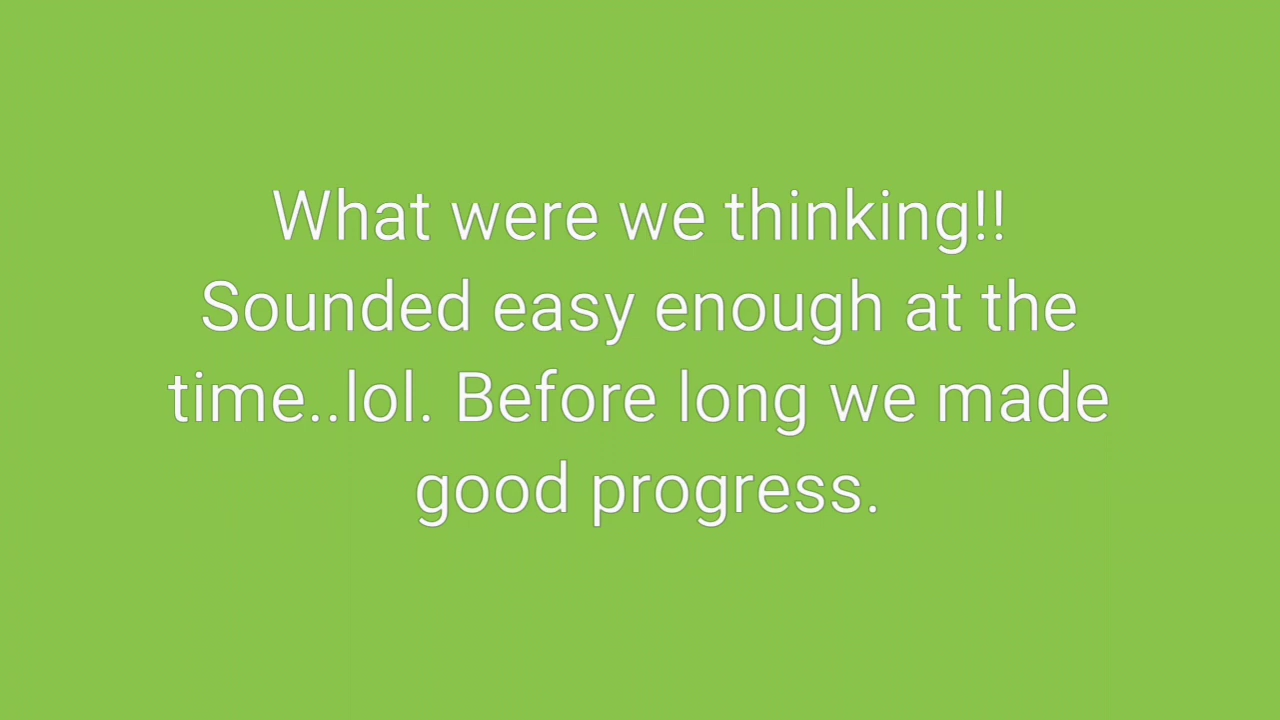 What were we thinking!!
Sounded easy enough at the
time..lol. Before long we made
good progress.